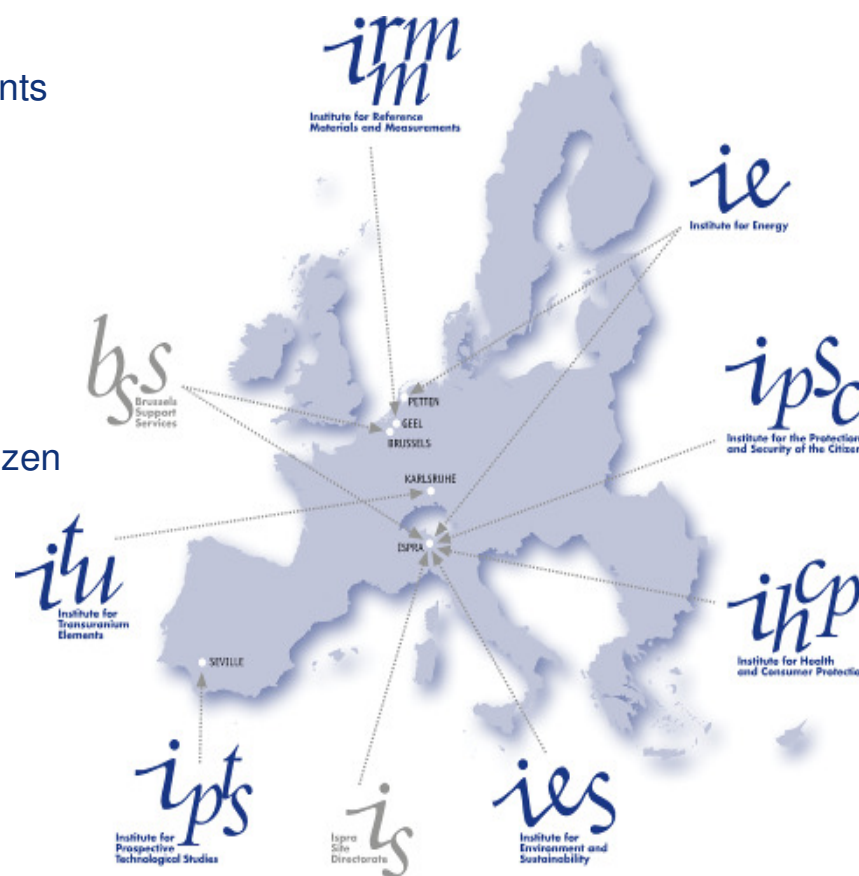 nts
irm
m
Institute for Reference
Materials and Measurements
ie
Institute for Energy
bss
Brussels
Support
Services
ipsc
Institute for the Protection
and Security of the Citizen
PETTEN
GEEL
BRUSSELS
zen
KARLSRUHE
ISPRA
itu
Institute for
Transuranium
Elements
ihcp
Institute for Health
and Consumer Protectio
SEVILLE
ipts
Institute for
Prospective
Technological Studies
is
Ispra
Site
Directorate
ies
Institute for
Environment and
Sustainability